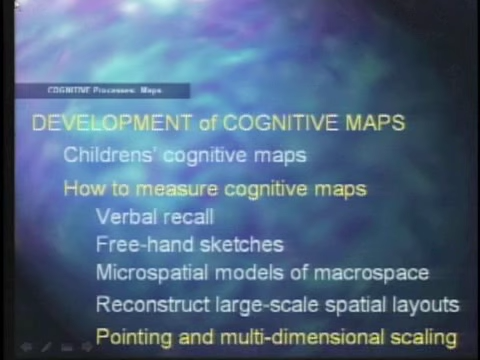 COGNITIVE Processes: Maps
DEVELOPMENT of COGNITIVE MAPS
Childrens' cognitive maps
How to measure cognitive maps
Verbal recall
Free-hand sketches
Microspatial models of macrospace
Reconstruct large-scale spatial layouts
Pointing and multi-dimensional scaling